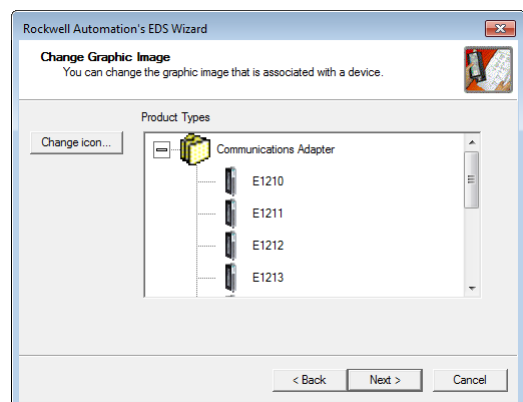 Rockwell Automation's EDS Wizard
Change Graphic Image
You can change the graphic image that is associated with a device.
Product Types
Change icon...
Communications Adapter
E1210
E1211
E1212
E1213
< Back
Next >
Cancel